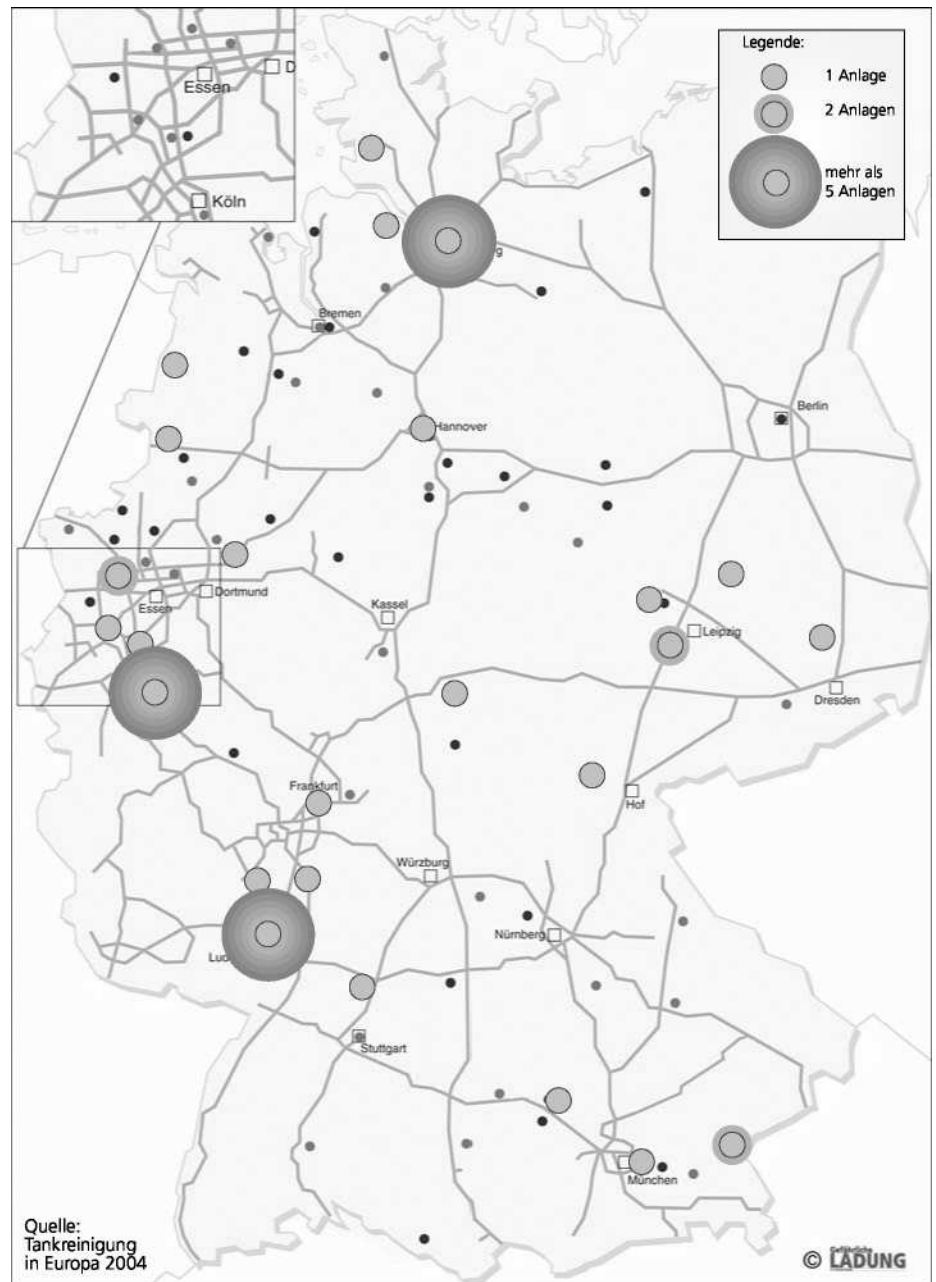 Legende:
1 Anlage
2 Anlagen
mehr als
5 Anlagen
Essen
D
Köln
Bremen
Hannover
Berlin
Essen
Dortmund
Kassel
Leipzig
Dresden
Frankfurt
Hof
Würzburg
Nürnberg
Stuttgart
München
Quelle:
Tankreinigung
in Europa 2004
© Gefährliche
LADUNG